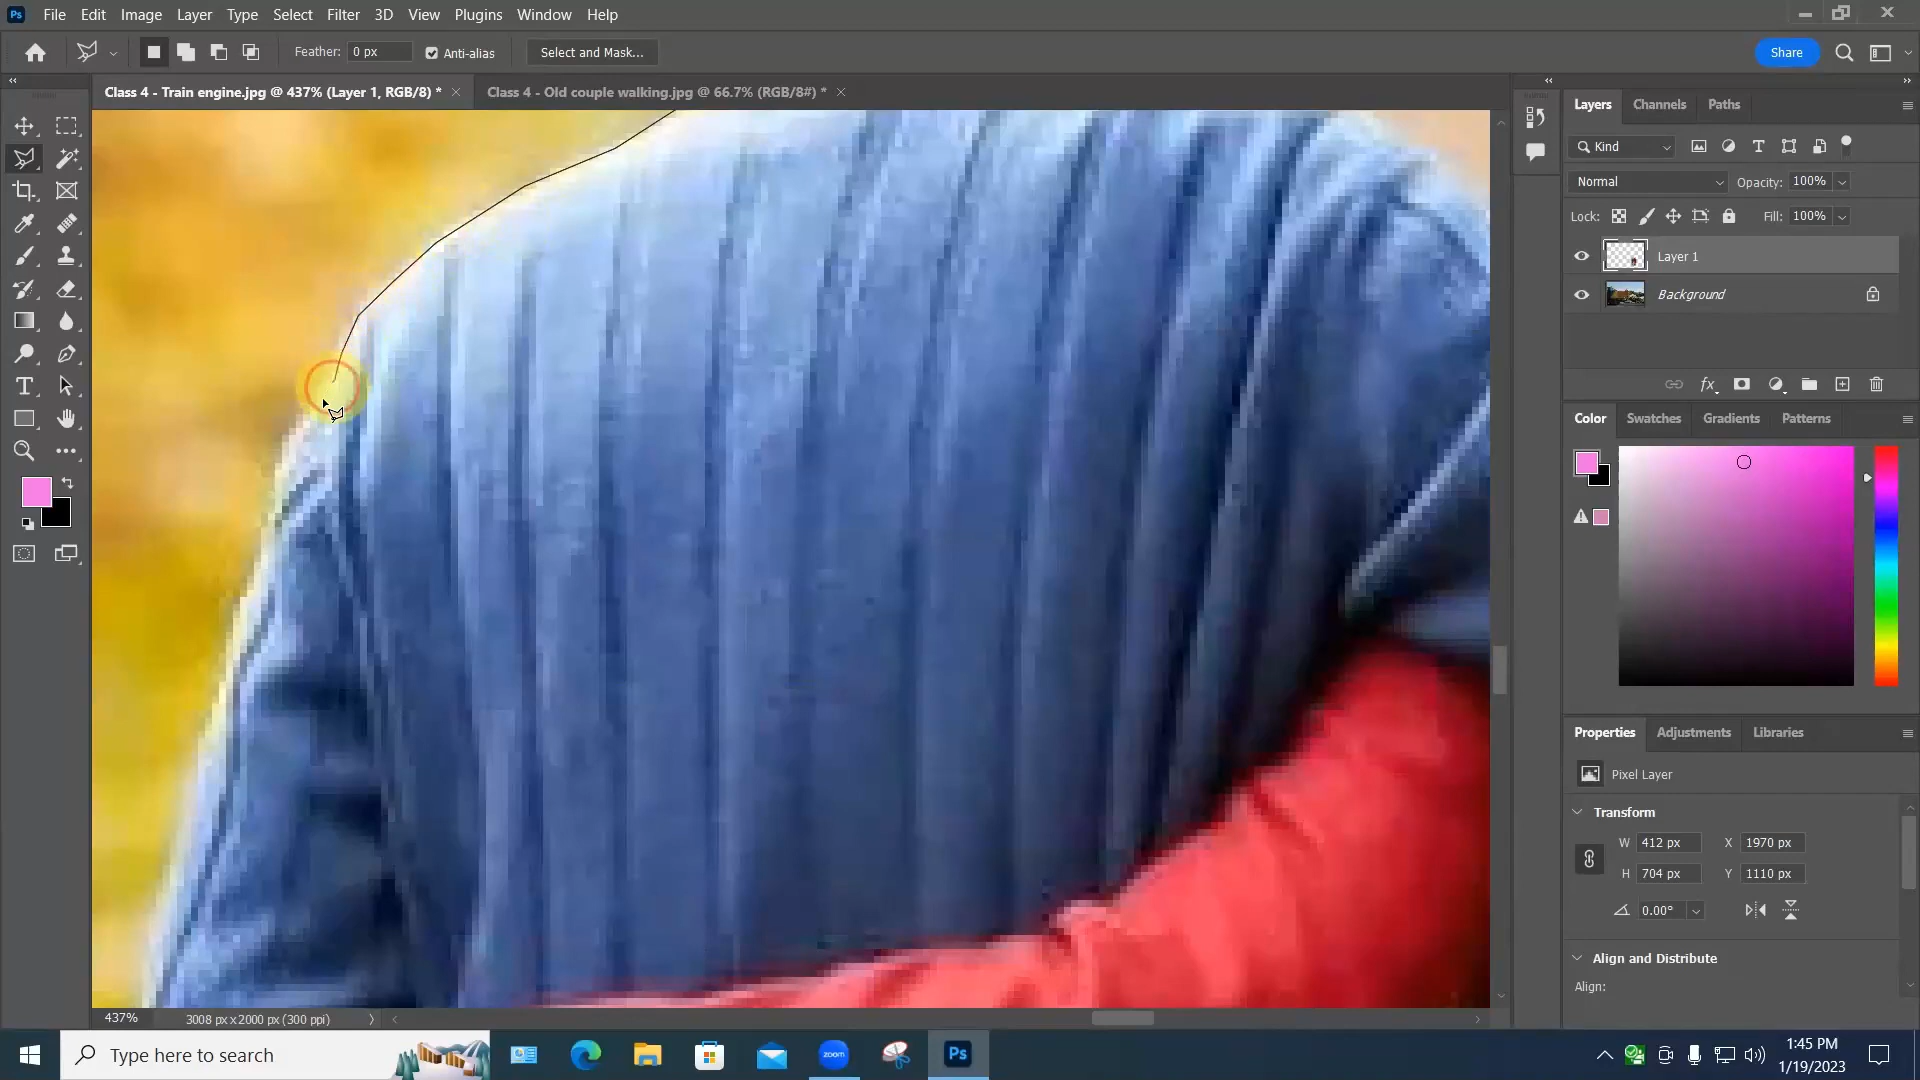 Ps File Edit Image Layer Type Select Filter 3D View Plugins Window Help
Feather: 0 px Anti-alias Select and Mask... Share
Class 4 - Train engine.jpg @ 437% (Layer 1, RGB/8) * Class 4 - Old couple walking.jpg @ 66.7% (RGB/8#) *
Layers Channels Paths
Kind
Normal Opacity: 100%
Lock: Fill: 100%
Layer 1
Background
fx
Color Swatches Gradients Patterns
Properties Adjustments Libraries
Pixel Layer
Transform
W 412 px X 1970 px
H 704 px Y 1110 px
0.00°
Align and Distribute
Align:
437% 3008 px x 2000 px (300 ppi)
Type here to search zoom Ps 1:45 PM
1/19/2023